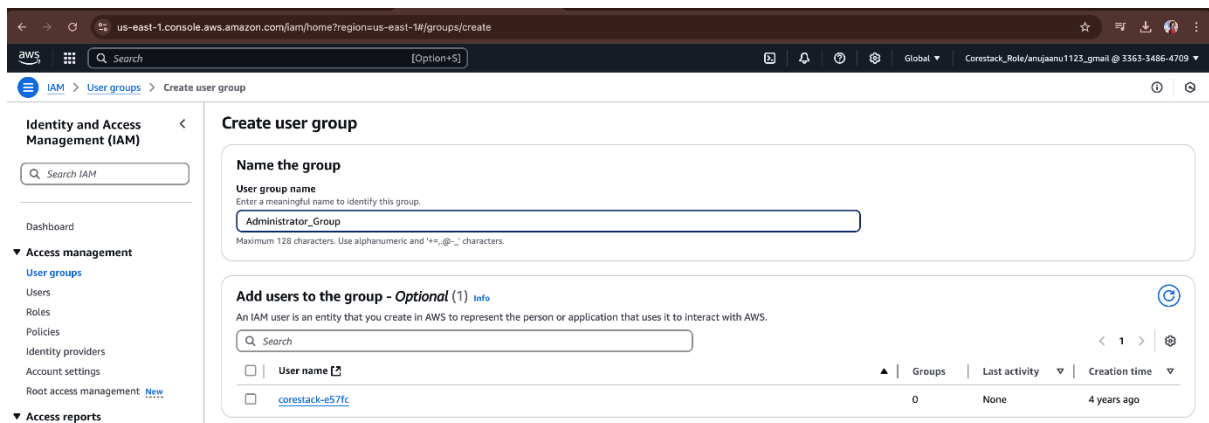 us-east-1.console.aws.amazon.com/iam/home?region=us-east-1#/groups/create
aws
Search [Option+S]
Global ▼ Corestack_Role/anujaanu1123_gmail @ 3363-3486-4709 ▼
IAM > User groups > Create user group
Identity and Access
Management (IAM)
Search IAM
Dashboard
Access management
User groups
Users
Roles
Policies
Identity providers
Account settings
Root access management New
Access reports
Create user group
Name the group
User group name
Enter a meaningful name to identify this group.
Administrator_Group
Maximum 128 characters. Use alphanumeric and '+=,.@-_' characters.
Add users to the group - Optional (1) Info
An IAM user is an entity that you create in AWS to represent the person or application that uses it to interact with AWS.
Search
< 1 >
User name Groups Last activity Creation time
corestack-e57fc 0 None 4 years ago